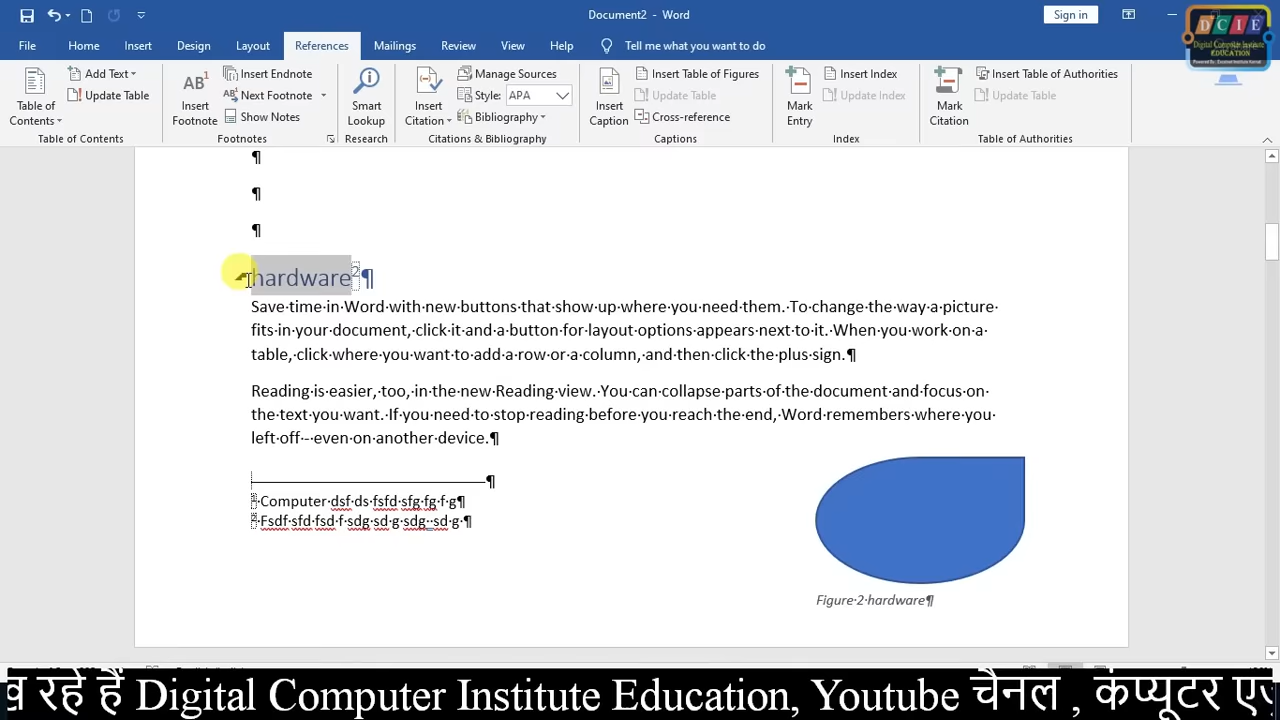 Document2 - Word
Sign in
DCIE
Digital Computer Institute
EDUCATION
File Home Insert Design Layout References Mailings Review View Help Tell me what you want to do
Table of Contents
Add Text
Update Table
Table of Contents
AB1
Insert Footnote
Insert Endnote
Next Footnote
Show Notes
Footnotes
Smart Lookup
Research
Insert Citation
Manage Sources
Style: APA
Bibliography
Citations & Bibliography
Insert Caption
Insert Table of Figures
Update Table
Cross-reference
Captions
Mark Entry
Insert Index
Update Index
Index
Mark Citation
Insert Table of Authorities
Update Table
Table of Authorities
¶
¶
¶
hardware2¶
Save·time·in·Word·with·new·buttons·that·show·up·where·you·need·them.·To·change·the·way·a·picture·
fits·in·your·document,·click·it·and·a·button·for·layout·options·appears·next·to·it.·When·you·work·on·a·
table,·click·where·you·want·to·add·a·row·or·a·column,·and·then·click·the·plus·sign.¶
Reading·is·easier,·too,·in·the·new·Reading·view.·You·can·collapse·parts·of·the·document·and·focus·on·
the·text·you·want.·If·you·need·to·stop·reading·before·you·reach·the·end,·Word·remembers·where·you·
left·off·-·even·on·another·device.¶
¶
1·Computer·dsf·ds·fsfd·sfg·fg·f·g¶
2·Fsdf·sfd·fsd·f·sdg·sd·g·sdg··sd·g·¶
Figure·2·hardware¶
रहे हैं Digital Computer Institute Education, Youtube चैनल , कंप्यूटर